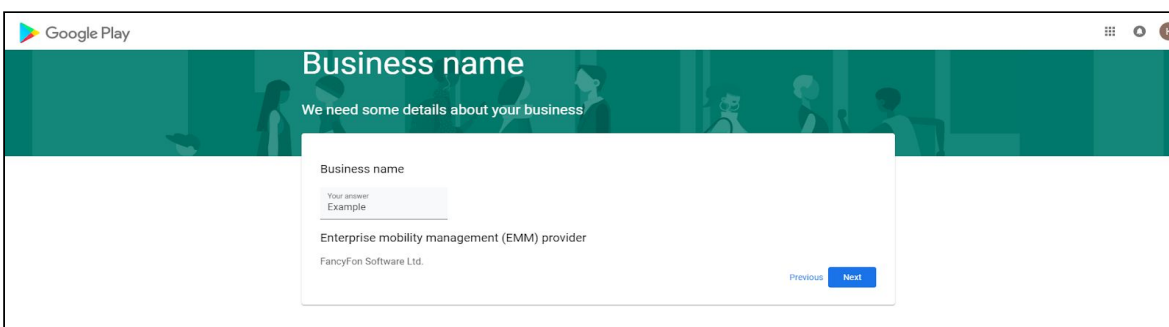 Google Play
Business name
We need some details about your business
Business name
Your answer
Example
Enterprise mobility management (EMM) provider
FancyFon Software Ltd.
Previous Next